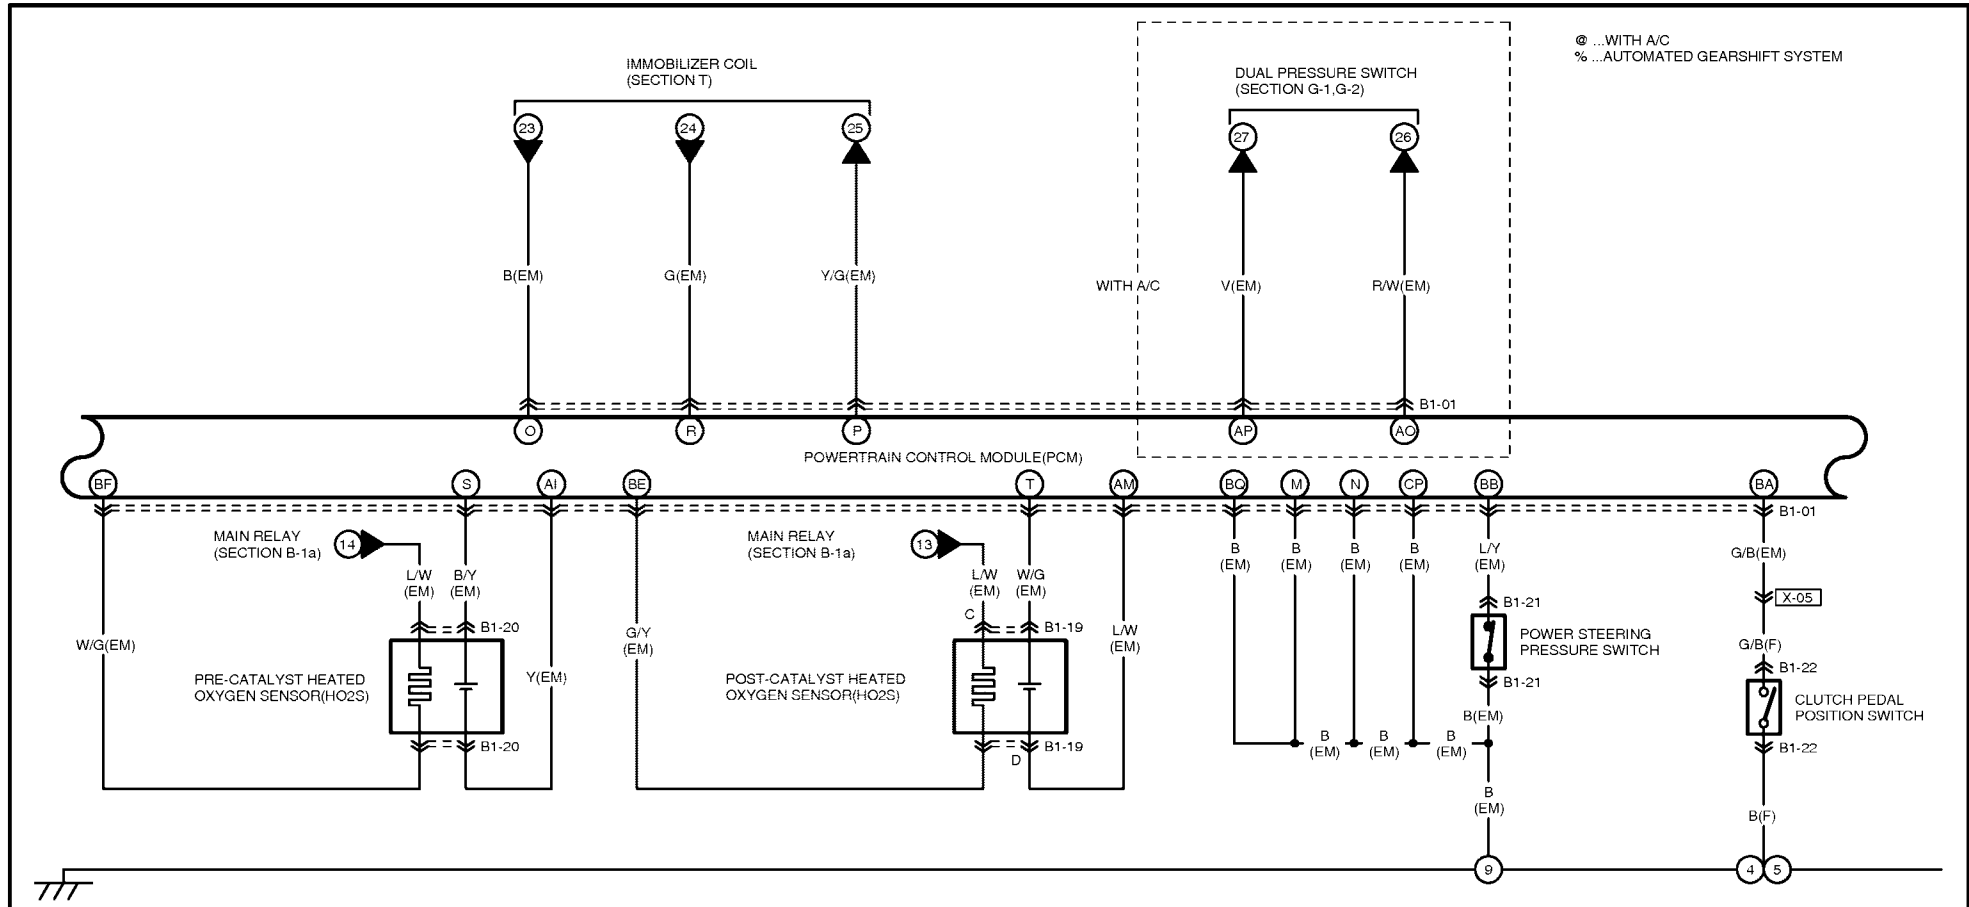 @ ...WITH A/C
% ...AUTOMATED GEARSHIFT SYSTEM
IMMOBILIZER COIL
(SECTION T)
DUAL PRESSURE SWITCH
(SECTION G-1,G-2)
23
24
25
27
26
B(EM)
G(EM)
Y/G(EM)
WITH A/C
V(EM)
R/W(EM)
B1-01
O
R
P
AP
AO
POWERTRAIN CONTROL MODULE(PCM)
BF
S
AI
BE
T
AM
BQ
M
N
CP
BB
BA
B1-01
MAIN RELAY
(SECTION B-1a)
14
MAIN RELAY
(SECTION B-1a)
13
L/W
(EM)
B/Y
(EM)
L/W
(EM)
W/G
(EM)
B
(EM)
B
(EM)
B
(EM)
B
(EM)
L/Y
(EM)
G/B(EM)
X-05
C
B1-20
B1-19
B1-21
W/G(EM)
G/Y
(EM)
L/W
(EM)
POWER STEERING
PRESSURE SWITCH
G/B(F)
B1-22
PRE-CATALYST HEATED
OXYGEN SENSOR(HO2S)
Y(EM)
POST-CATALYST HEATED
OXYGEN SENSOR(HO2S)
B1-21
CLUTCH PEDAL
POSITION SWITCH
B(EM)
B1-20
B1-19
D
B
(EM)
B
(EM)
B
(EM)
B1-22
B
(EM)
B(F)
9
4
5